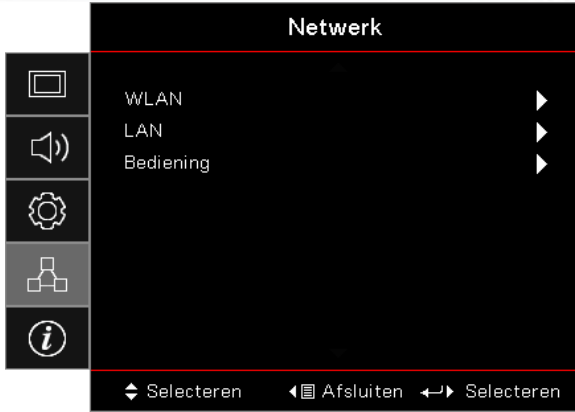 Netwerk
WLAN
LAN
Bediening
Selecteren Afsluiten Selecteren